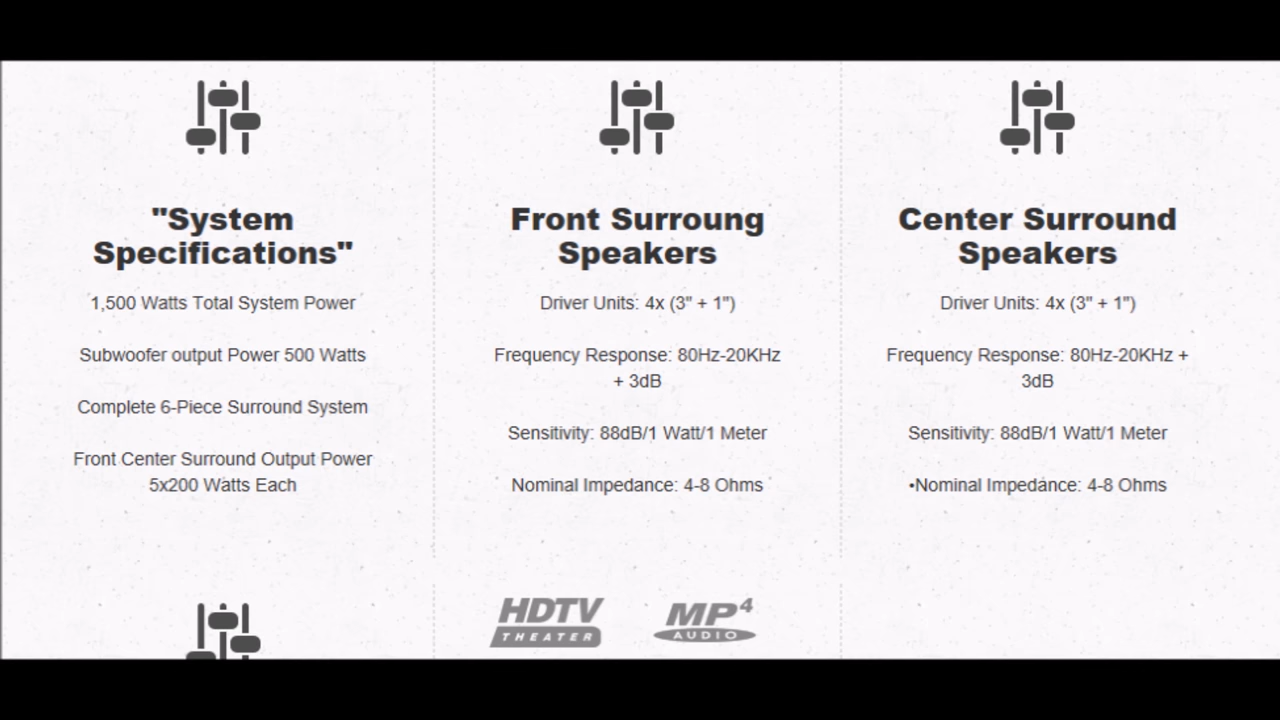 "System
Specifications"
1,500 Watts Total System Power
Subwoofer output Power 500 Watts
Complete 6-Piece Surround System
Front Center Surround Output Power
5x200 Watts Each
Front Surroung
Speakers
Driver Units: 4x (3" + 1")
Frequency Response: 80Hz-20KHz
+ 3dB
Sensitivity: 88dB/1 Watt/1 Meter
Nominal Impedance: 4-8 Ohms
Center Surround
Speakers
Driver Units: 4x (3" + 1")
Frequency Response: 80Hz-20KHz +
3dB
Sensitivity: 88dB/1 Watt/1 Meter
•Nominal Impedance: 4-8 Ohms
HDTV
THEATER
MP4
AUDIO